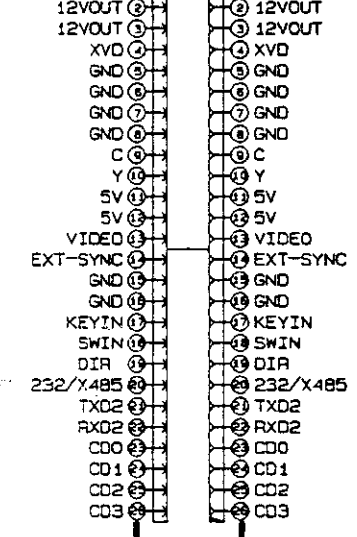 12VOUT 2 2 12VOUT
12VOUT 3 3 12VOUT
XVD 4 4 XVD
GND 5 5 GND
GND 6 6 GND
GND 7 7 GND
GND 8 8 GND
C 9 9 C
Y 10 10 Y
5V 11 11 5V
5V 12 12 5V
VIDEO 13 13 VIDEO
EXT-SYNC 14 14 EXT-SYNC
GND 15 15 GND
GND 16 16 GND
KEYIN 17 17 KEYIN
SWIN 18 18 SWIN
DIR 19 19 DIR
232/X485 20 20 232/X485
TXD2 21 21 TXD2
RXD2 22 22 RXD2
CD0 23 23 CD0
CD1 24 24 CD1
CD2 25 25 CD2
CD3 26 26 CD3